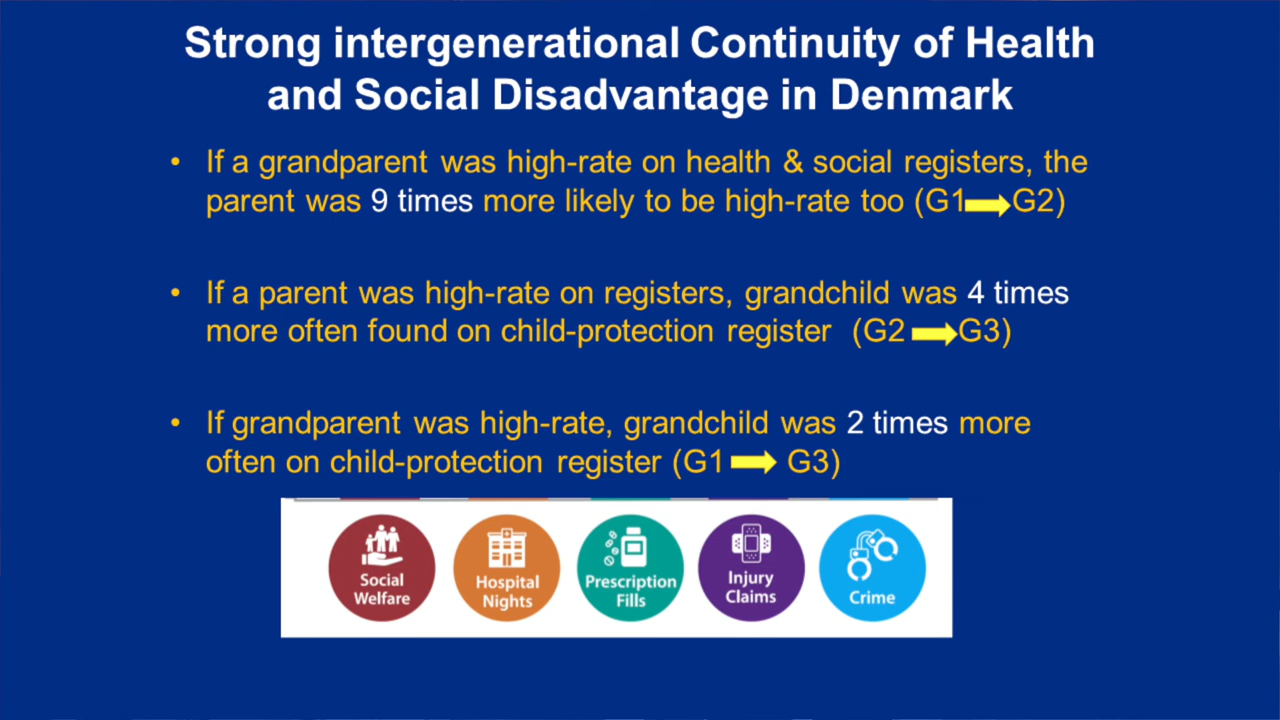 Strong intergenerational Continuity of Health
and Social Disadvantage in Denmark
• If a grandparent was high-rate on health & social registers, the
parent was 9 times more likely to be high-rate too (G1➡G2)
• If a parent was high-rate on registers, grandchild was 4 times
more often found on child-protection register (G2➡G3)
• If grandparent was high-rate, grandchild was 2 times more
often on child-protection register (G1➡ G3)
Social
Welfare
Hospital
Nights
Prescription
Fills
Injury
Claims
Crime